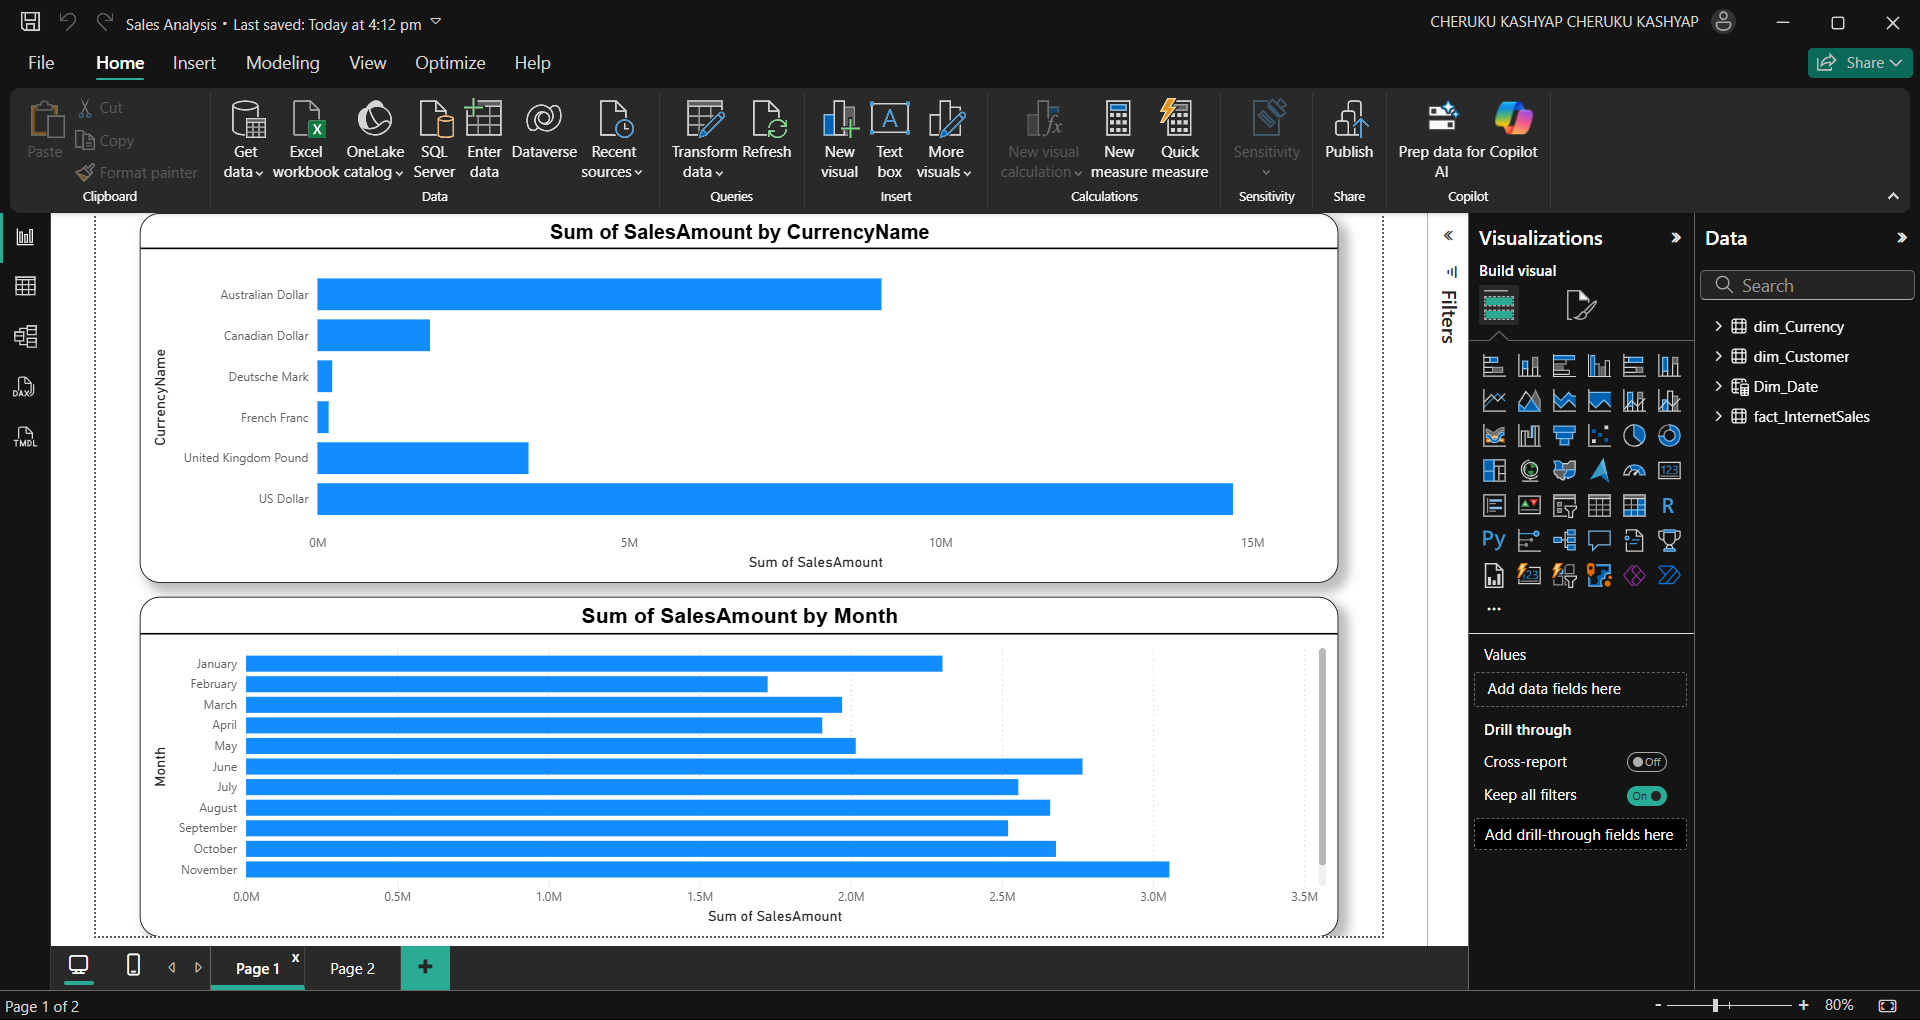 Sales Analysis • Last saved: Today at 4:12 pm
CHERUKU KASHYAP CHERUKU KASHYAP
File Home Insert Modeling View Optimize Help
Share
Paste
Cut
Copy
Format painter
Clipboard
Get data
Excel workbook
OneLake catalog
SQL Server
Enter data
Dataverse
Recent sources
Data
Transform data
Refresh
Queries
New visual
Text box
More visuals
Insert
New visual calculation
New measure
Quick measure
Calculations
Sensitivity
Sensitivity
Publish
Share
Prep data for AI
Copilot
Copilot
DAX
TMDL
Sum of SalesAmount by CurrencyName
CurrencyName
Australian Dollar
Canadian Dollar
Deutsche Mark
French Franc
United Kingdom Pound
US Dollar
0M 5M 10M 15M
Sum of SalesAmount
Sum of SalesAmount by Month
Month
January
February
March
April
May
June
July
August
September
October
November
0.0M 0.5M 1.0M 1.5M 2.0M 2.5M 3.0M 3.5M
Sum of SalesAmount
Filters
Visualizations
Build visual
123
R
Py
123
...
Values
Add data fields here
Drill through
Cross-report Off
Keep all filters On
Add drill-through fields here
Data
Search
dim_Currency
dim_Customer
Dim_Date
fact_InternetSales
Page 1 x
Page 2
+
Page 1 of 2
- + 80%